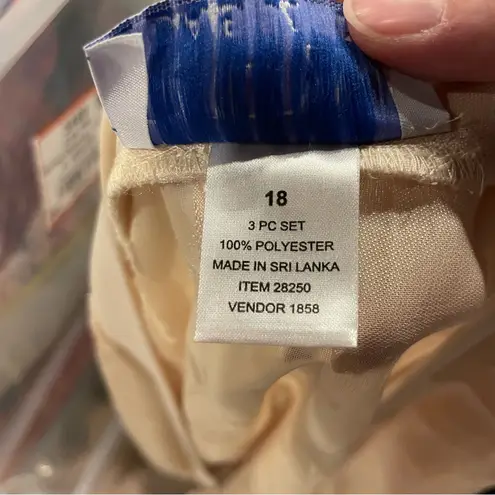 18
3 PC SET
100% POLYESTER
MADE IN SRI LANKA
ITEM 28250
VENDOR 1858